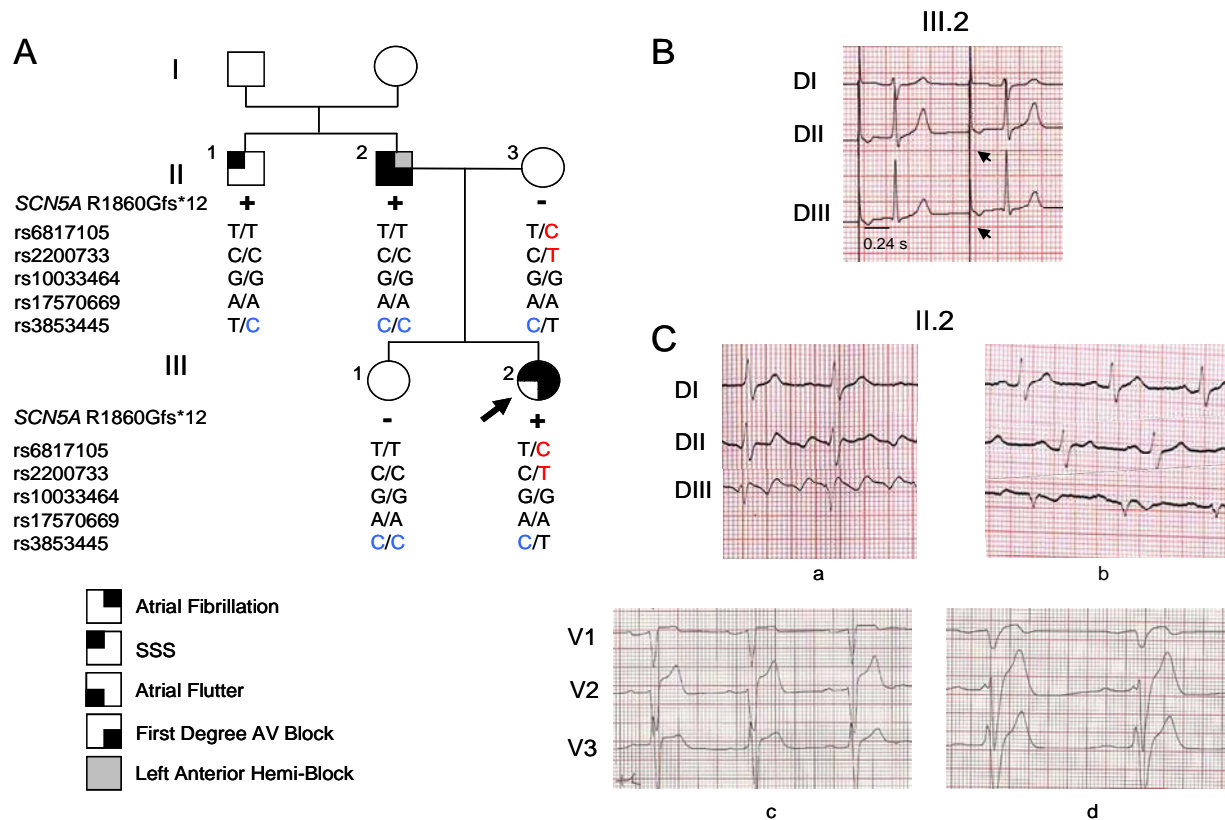 A
I
1
2
3
II
SCN5A R1860Gfs*12 + + -
rs6817105 T/T T/T T/C
rs2200733 C/C C/C C/T
rs10033464 G/G G/G G/G
rs17570669 A/A A/A A/A
rs3853445 T/C C/C C/T
III
1
2
SCN5A R1860Gfs*12 - +
rs6817105 T/T T/C
rs2200733 C/C C/T
rs10033464 G/G G/G
rs17570669 A/A A/A
rs3853445 C/C C/T
Atrial Fibrillation
SSS
Atrial Flutter
First Degree AV Block
Left Anterior Hemi-Block
III.2
B
DI
DII
DIII
0.24 s
II.2
C
DI
DII
DIII
a
b
V1
V2
V3
c
d